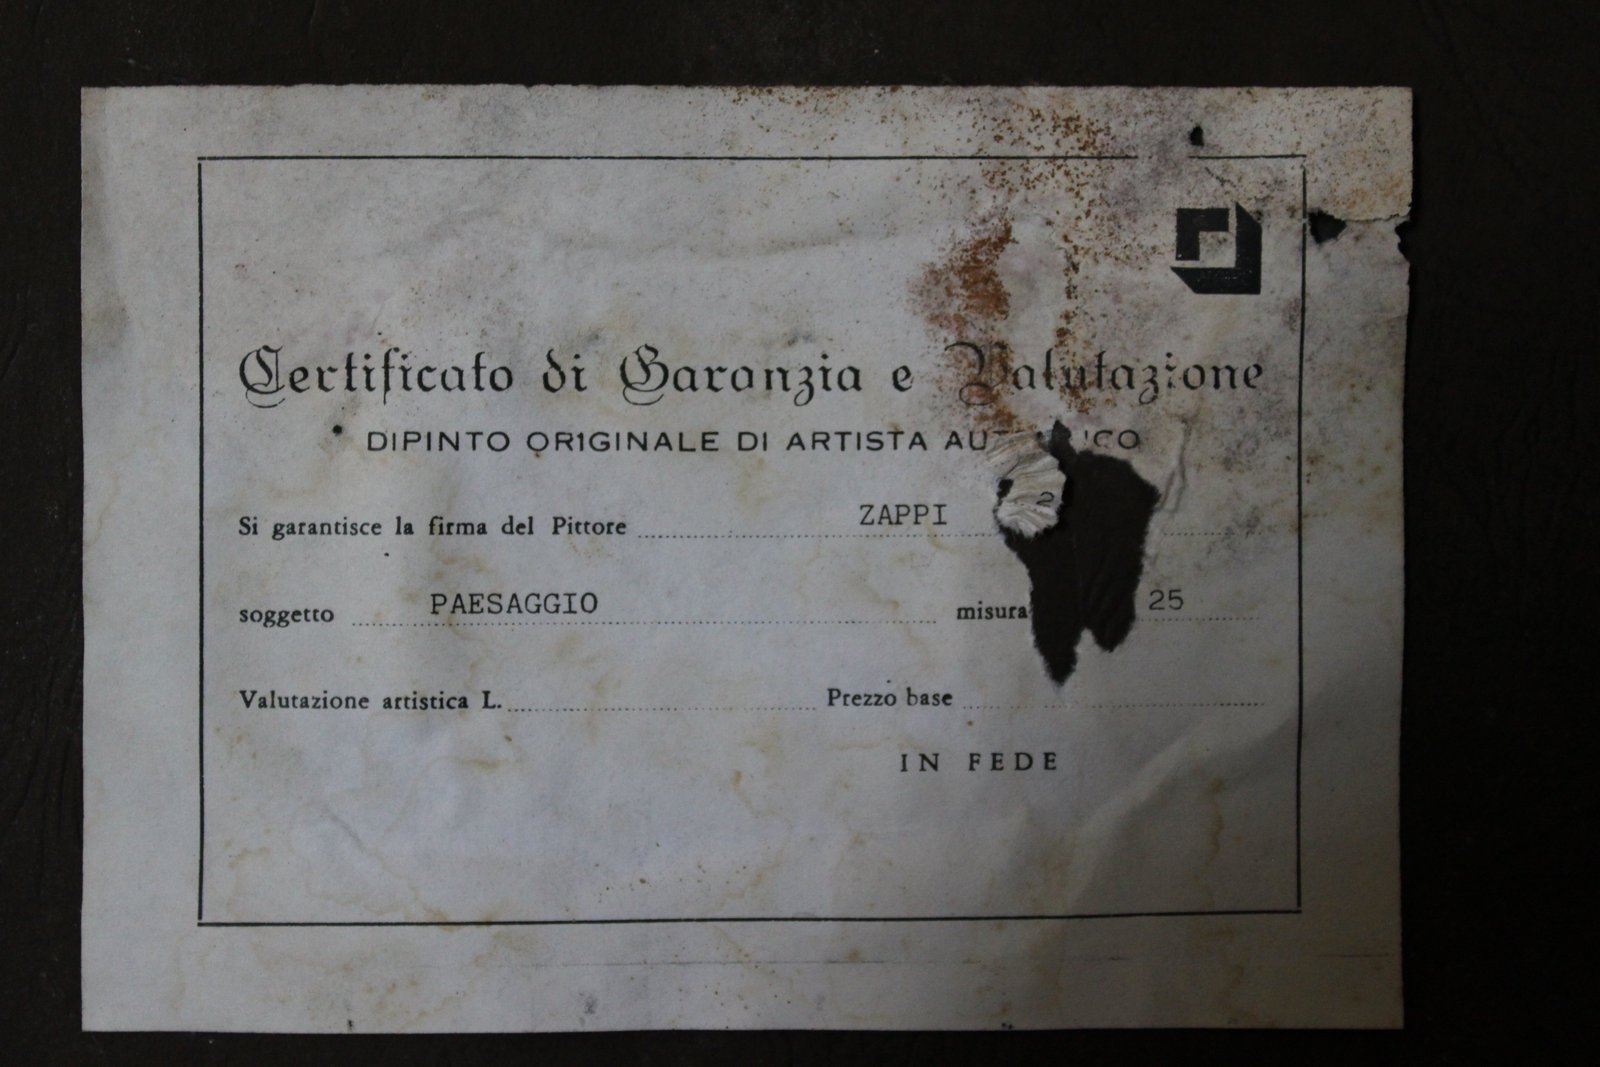 Certificato di Garanzia e Valutazione
DIPINTO ORIGINALE DI ARTISTA
Si garantisce la firma del Pittore ZAPPI
soggetto PAESAGGIO misura 25
Valutazione artistica L. Prezzo base
IN FEDE